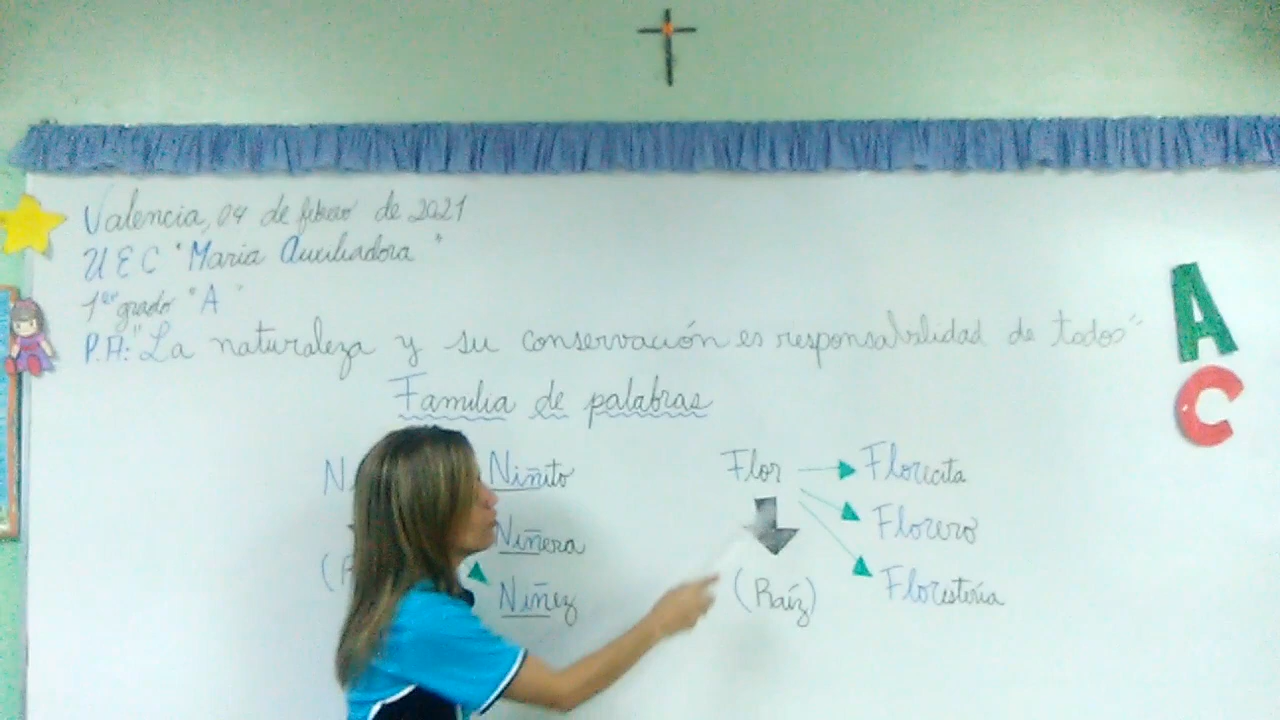 Valencia, 04 de febrero de 2021
U E C "Maria Auxiliadora"
1er grado "A"
P.A: "La naturaleza y su conservación es responsabilidad de todos"
Familia de palabras
Niñito Flor Floricita
Niñera Florero
Niñez (Raíz) Floristería
A
C